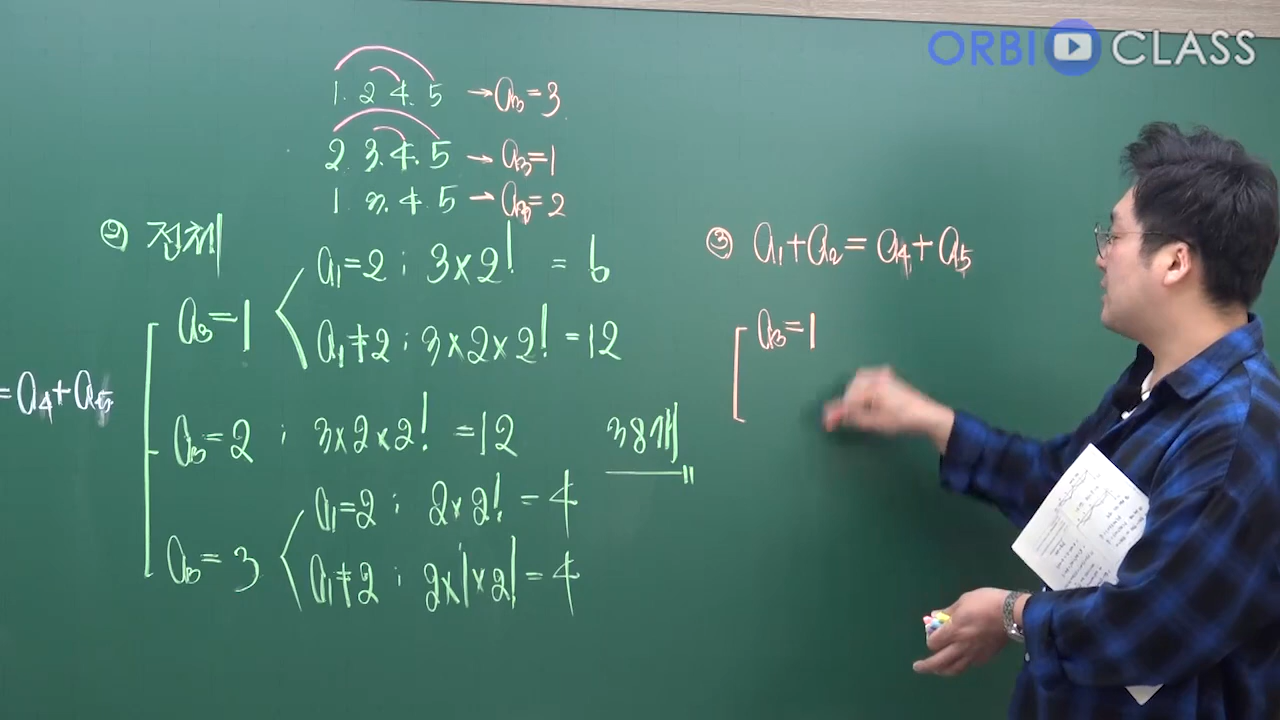 ORBI CLASS
1. 2 4. 5 → a₃=3
2. 3. 4. 5 → a₃=1
1. 3. 4. 5 → a₃=2
② 전체
a₃=1
a₁=2 ; 3×2! = 6
a₁≠2 ; 3×2×2! =12
=a₄+a₅
a₃=2 ; 3×2×2! =12
38개
a₃=3
a₁=2 ; 2×2! =4
a₁≠2 ; 2×1×2! =4
③ a₁+a₂=a₄+a₅
a₃=1